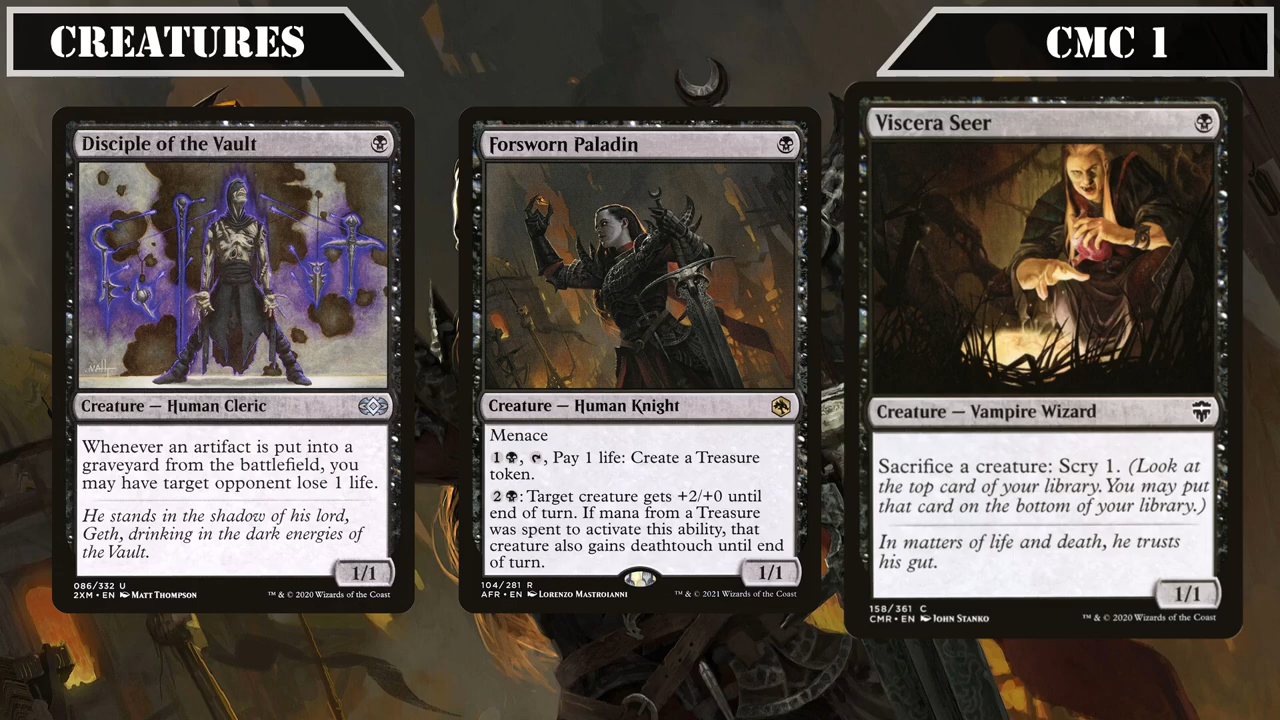 CREATURES
CMC 1
Disciple of the Vault
Creature — Human Cleric
Whenever an artifact is put into a
graveyard from the battlefield, you
may have target opponent lose 1 life.
He stands in the shadow of his lord,
Geth, drinking in the dark energies of
the Vault.
1/1
086/332 U
2XM • EN MATT THOMPSON
™ & © 2020 Wizards of the Coast
Forsworn Paladin
Creature — Human Knight
Menace
1 , , Pay 1 life: Create a Treasure
token.
2 : Target creature gets +2/+0 until
end of turn. If mana from a Treasure
was spent to activate this ability, that
creature also gains deathtouch until end
of turn.
1/1
104/281 R
AFR • EN LORENZO MASTROIANNI
™ & © 2021 Wizards of the Coast
Viscera Seer
Creature — Vampire Wizard
Sacrifice a creature: Scry 1. (Look at
the top card of your library. You may put
that card on the bottom of your library.)
In matters of life and death, he trusts
his gut.
1/1
158/361 C
CMR • EN JOHN STANKO
™ & © 2020 Wizards of the Coast